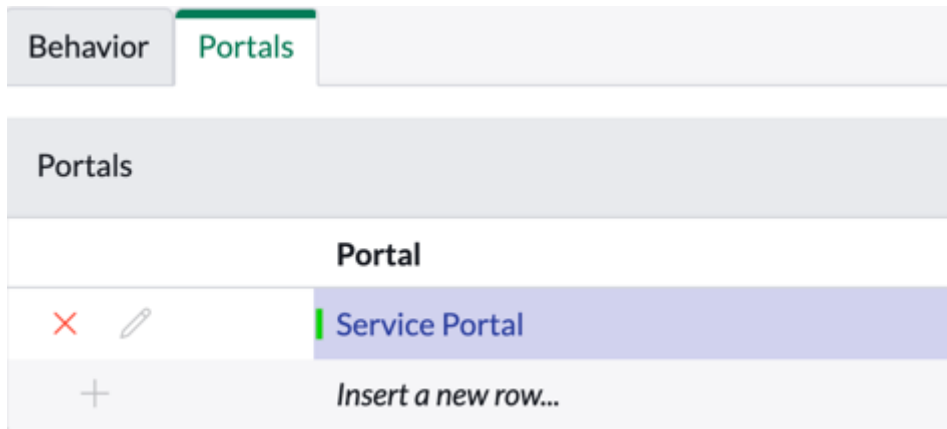 Behavior Portals
Portals
Portal
Service Portal
Insert a new row...